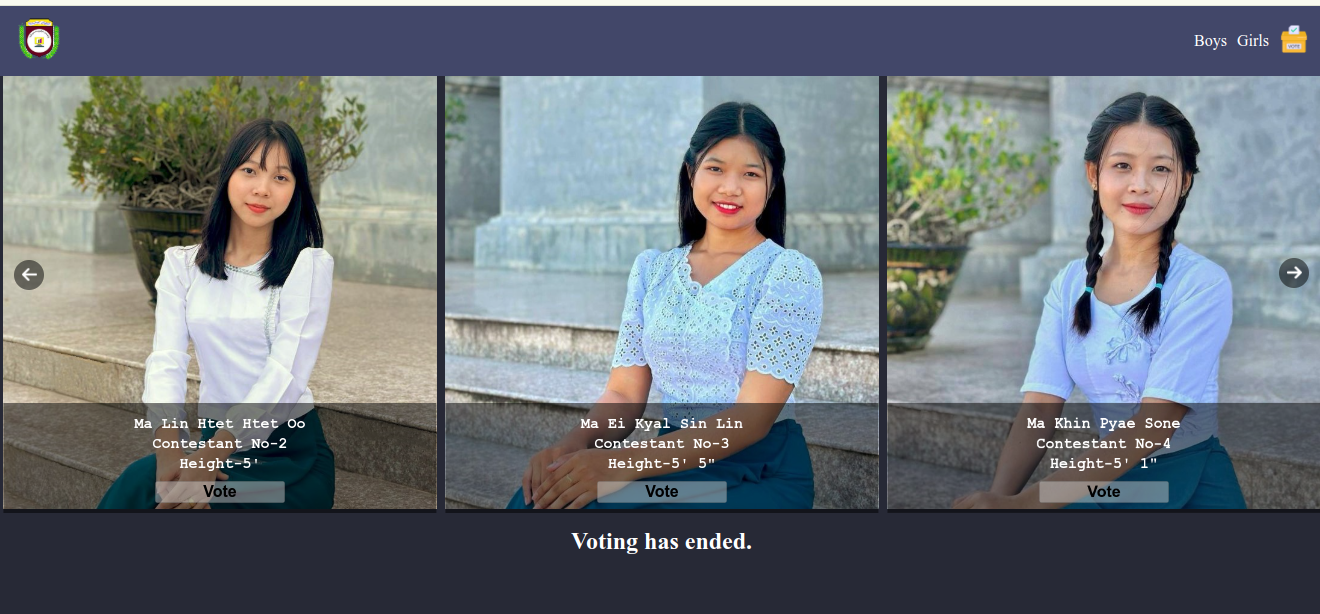 Boys Girls
VOTE
Ma Lin Htet Htet Oo
Contestant No-2
Height-5'
Vote
Ma Ei Kyal Sin Lin
Contestant No-3
Height-5' 5"
Vote
Ma Khin Pyae Sone
Contestant No-4
Height-5' 1"
Vote
Voting has ended.